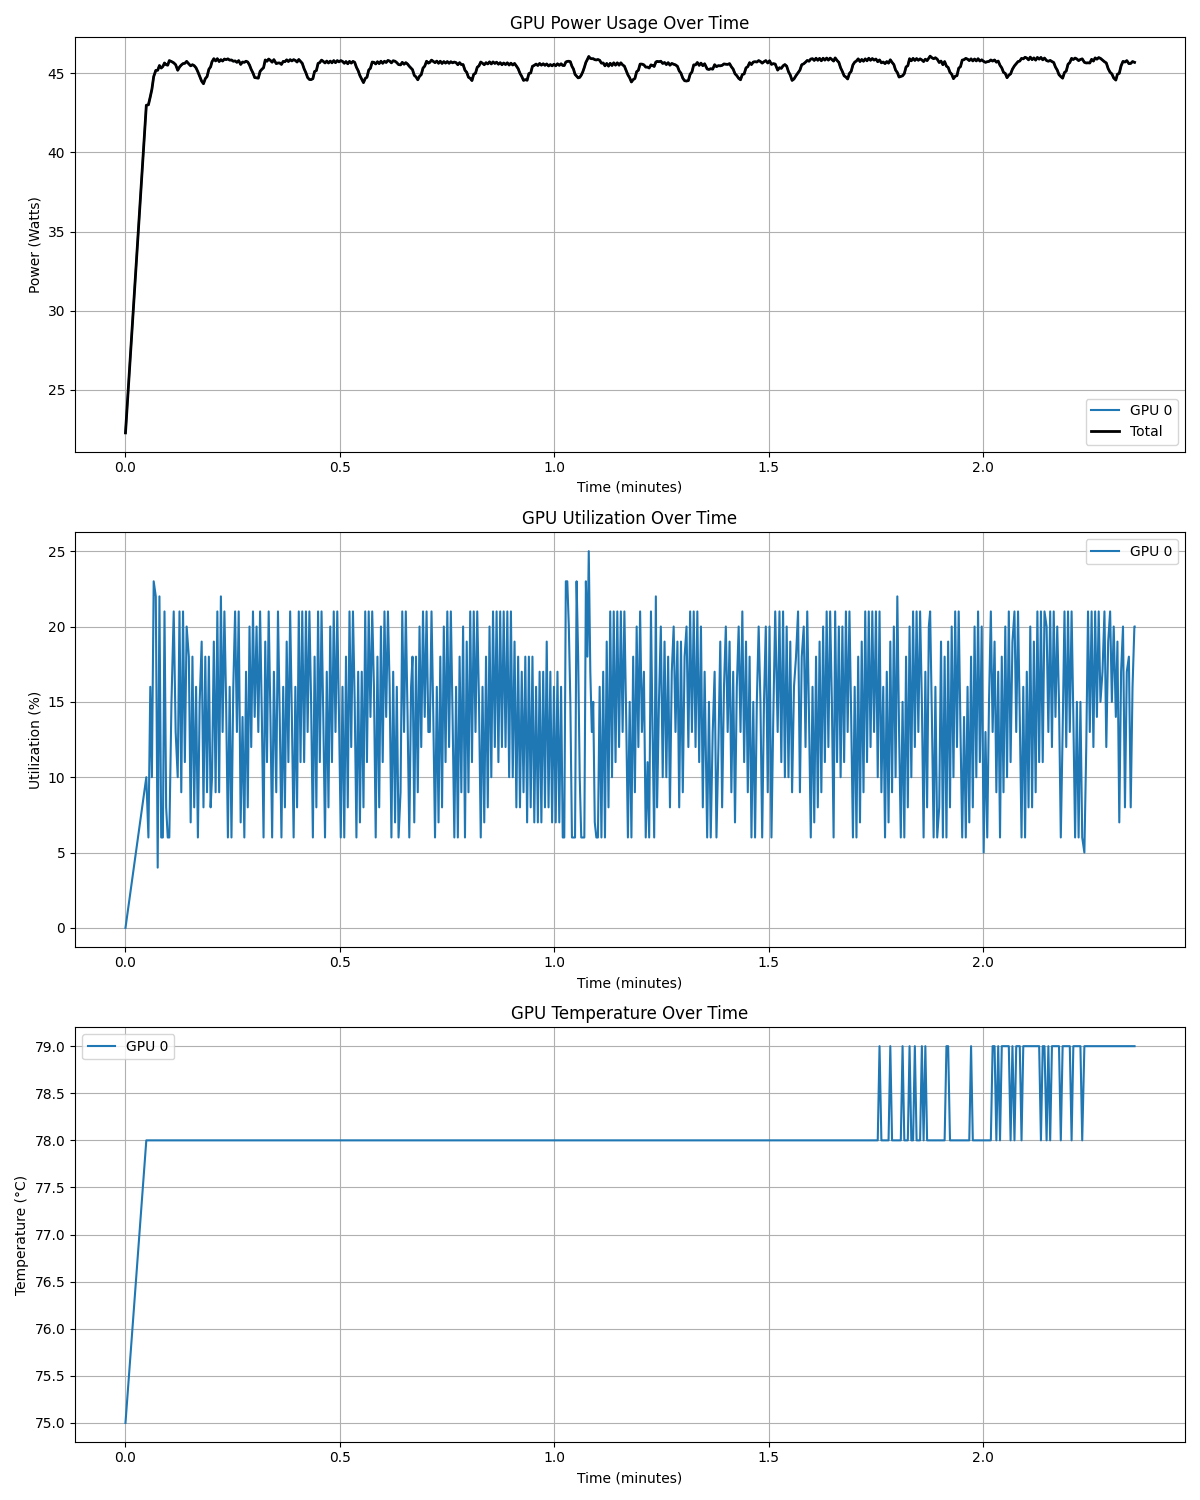 GPU Power Usage Over Time
45
40
35
30
25
Power (Watts)
GPU 0
Total
0.0 0.5 1.0 1.5 2.0
Time (minutes)
GPU Utilization Over Time
25
20
15
10
5
0
Utilization (%)
GPU 0
0.0 0.5 1.0 1.5 2.0
Time (minutes)
GPU Temperature Over Time
79.0
78.5
78.0
77.5
77.0
76.5
76.0
75.5
75.0
Temperature (°C)
GPU 0
0.0 0.5 1.0 1.5 2.0
Time (minutes)